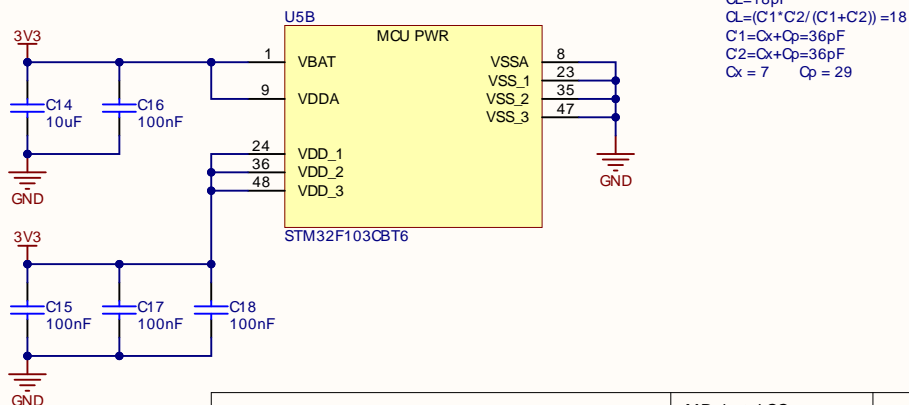 U5B
MCU PWR
3V3
1 VBAT
9 VDDA
24 VDD_1
36 VDD_2
48 VDD_3
VSSA 8
VSS_1 23
VSS_2 35
VSS_3 47
C14
10uF
C16
100nF
GND
GND
STM32F103CBT6
3V3
C15
100nF
C17
100nF
C18
100nF
GND
CL=18pF
CL=(C1*C2/(C1+C2)) =18
C1=Cx+Cp=36pF
C2=Cx+Cp=36pF
Cx = 7 Cp = 29